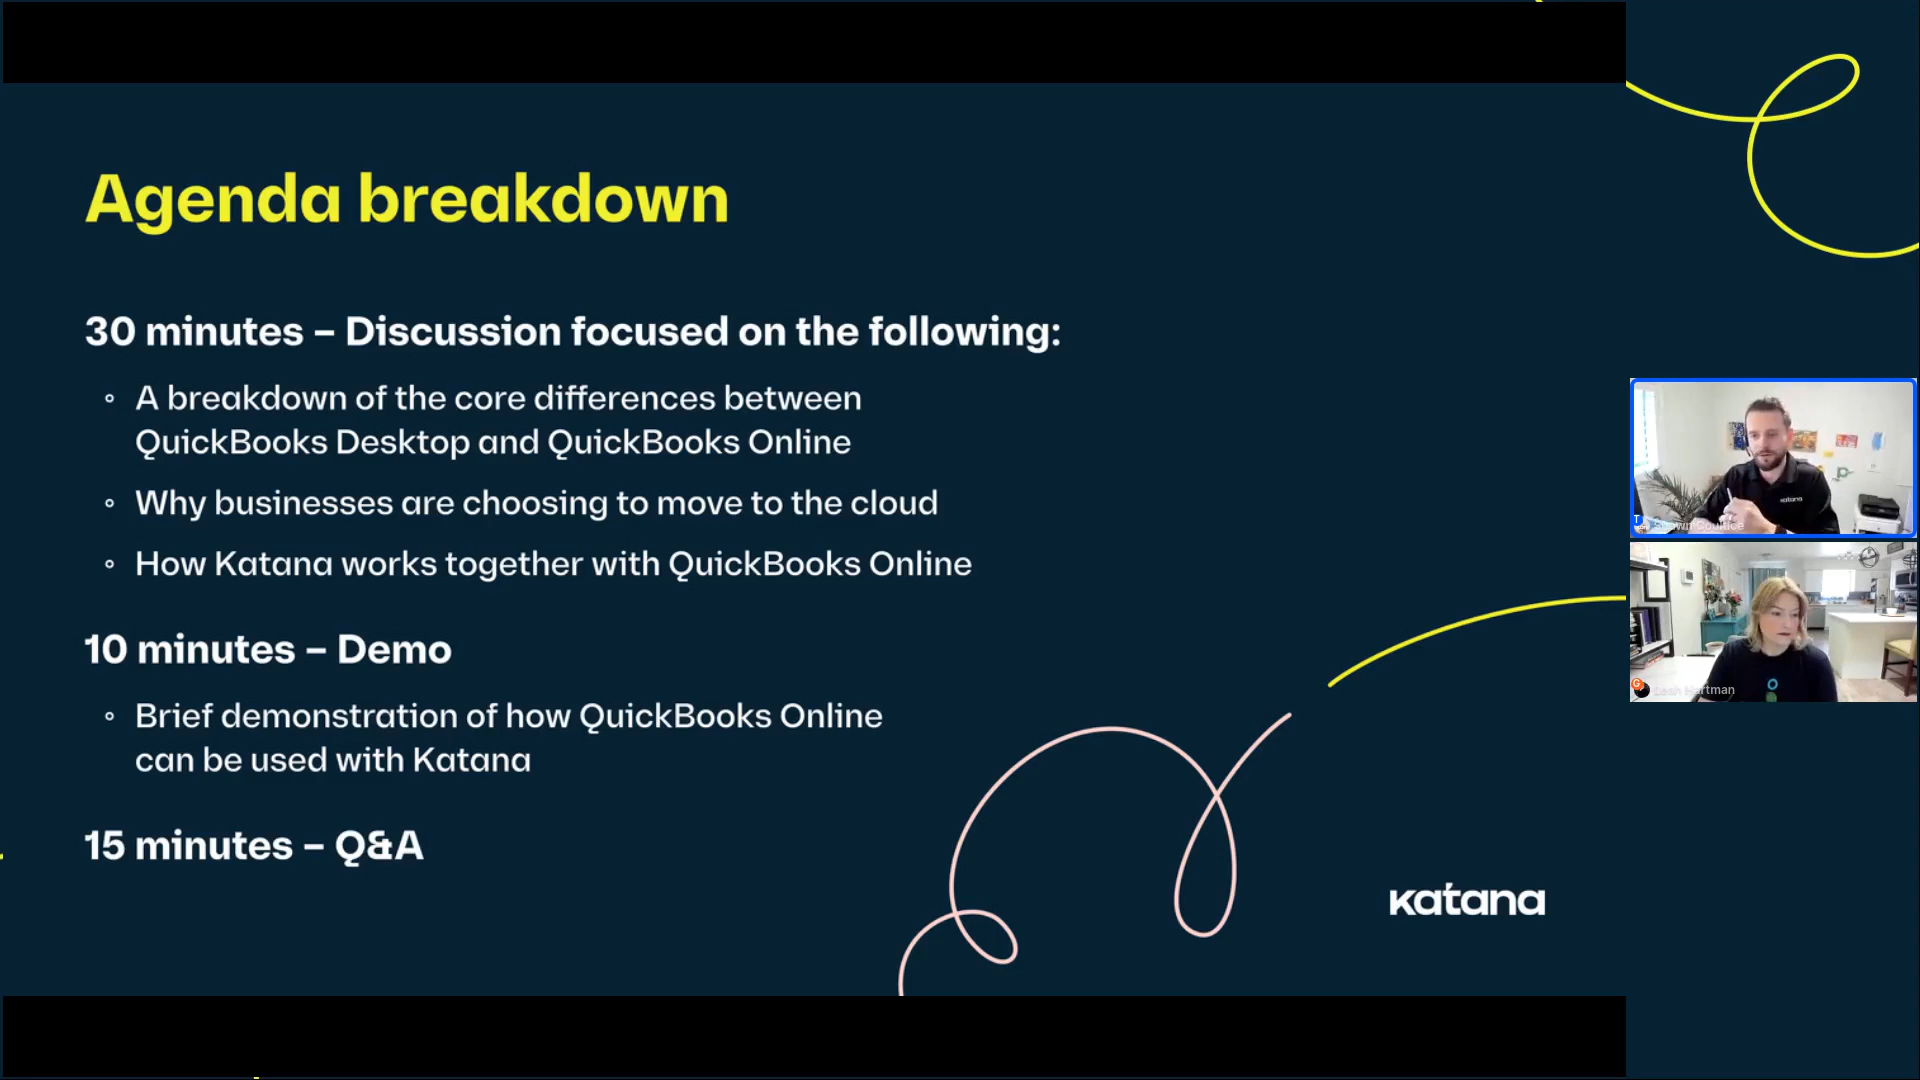 Agenda breakdown
30 minutes – Discussion focused on the following:
A breakdown of the core differences between
QuickBooks Desktop and QuickBooks Online
Why businesses are choosing to move to the cloud
How Katana works together with QuickBooks Online
10 minutes – Demo
Brief demonstration of how QuickBooks Online
can be used with Katana
15 minutes – Q&A
katana
katana
Hartman